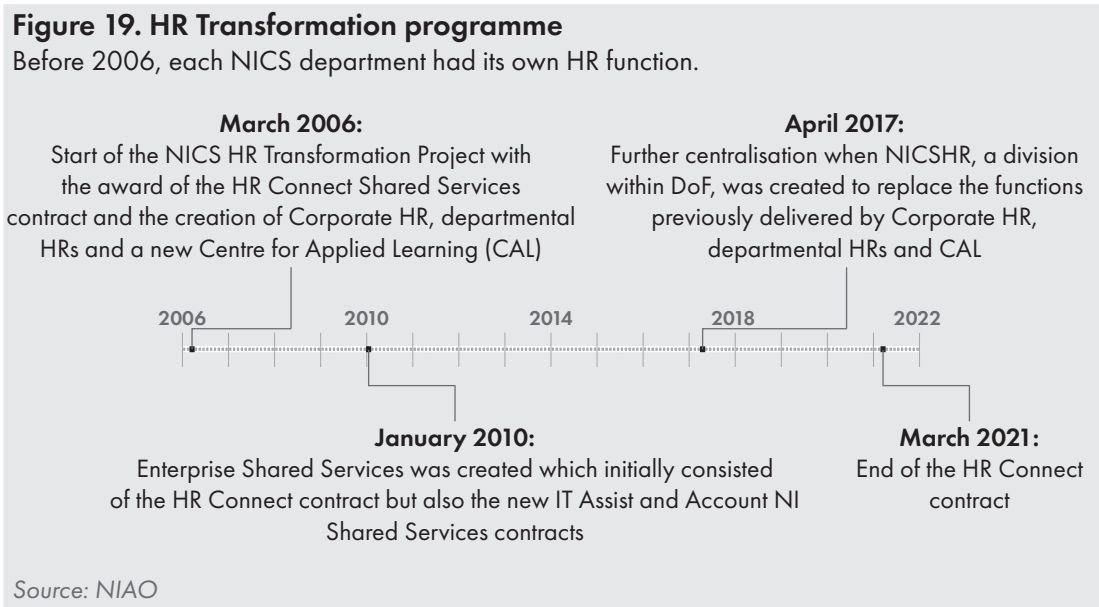 Figure 19. HR Transformation programme
Before 2006, each NICS department had its own HR function.
March 2006:
Start of the NICS HR Transformation Project with
the award of the HR Connect Shared Services
contract and the creation of Corporate HR, departmental
HRs and a new Centre for Applied Learning (CAL)
April 2017:
Further centralisation when NICSHR, a division
within DoF, was created to replace the functions
previously delivered by Corporate HR,
departmental HRs and CAL
2006 2010 2014 2018 2022
January 2010:
Enterprise Shared Services was created which initially consisted
of the HR Connect contract but also the new IT Assist and Account NI
Shared Services contracts
March 2021:
End of the HR Connect
contract
Source: NIAO